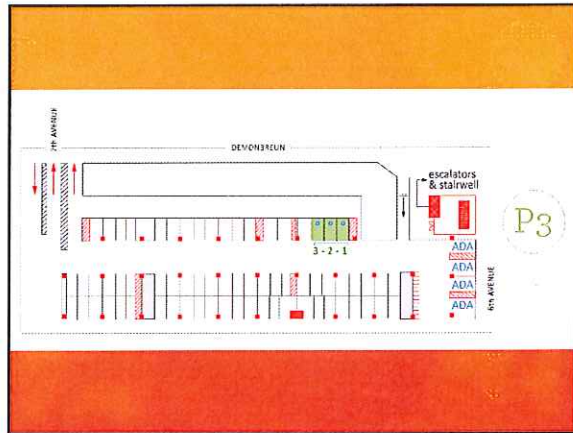 7th AVENUE
DEMONBREUN
escalators
& stairwell
P3
3 - 2 - 1
ADA
ADA
ADA
ADA
6th AVENUE